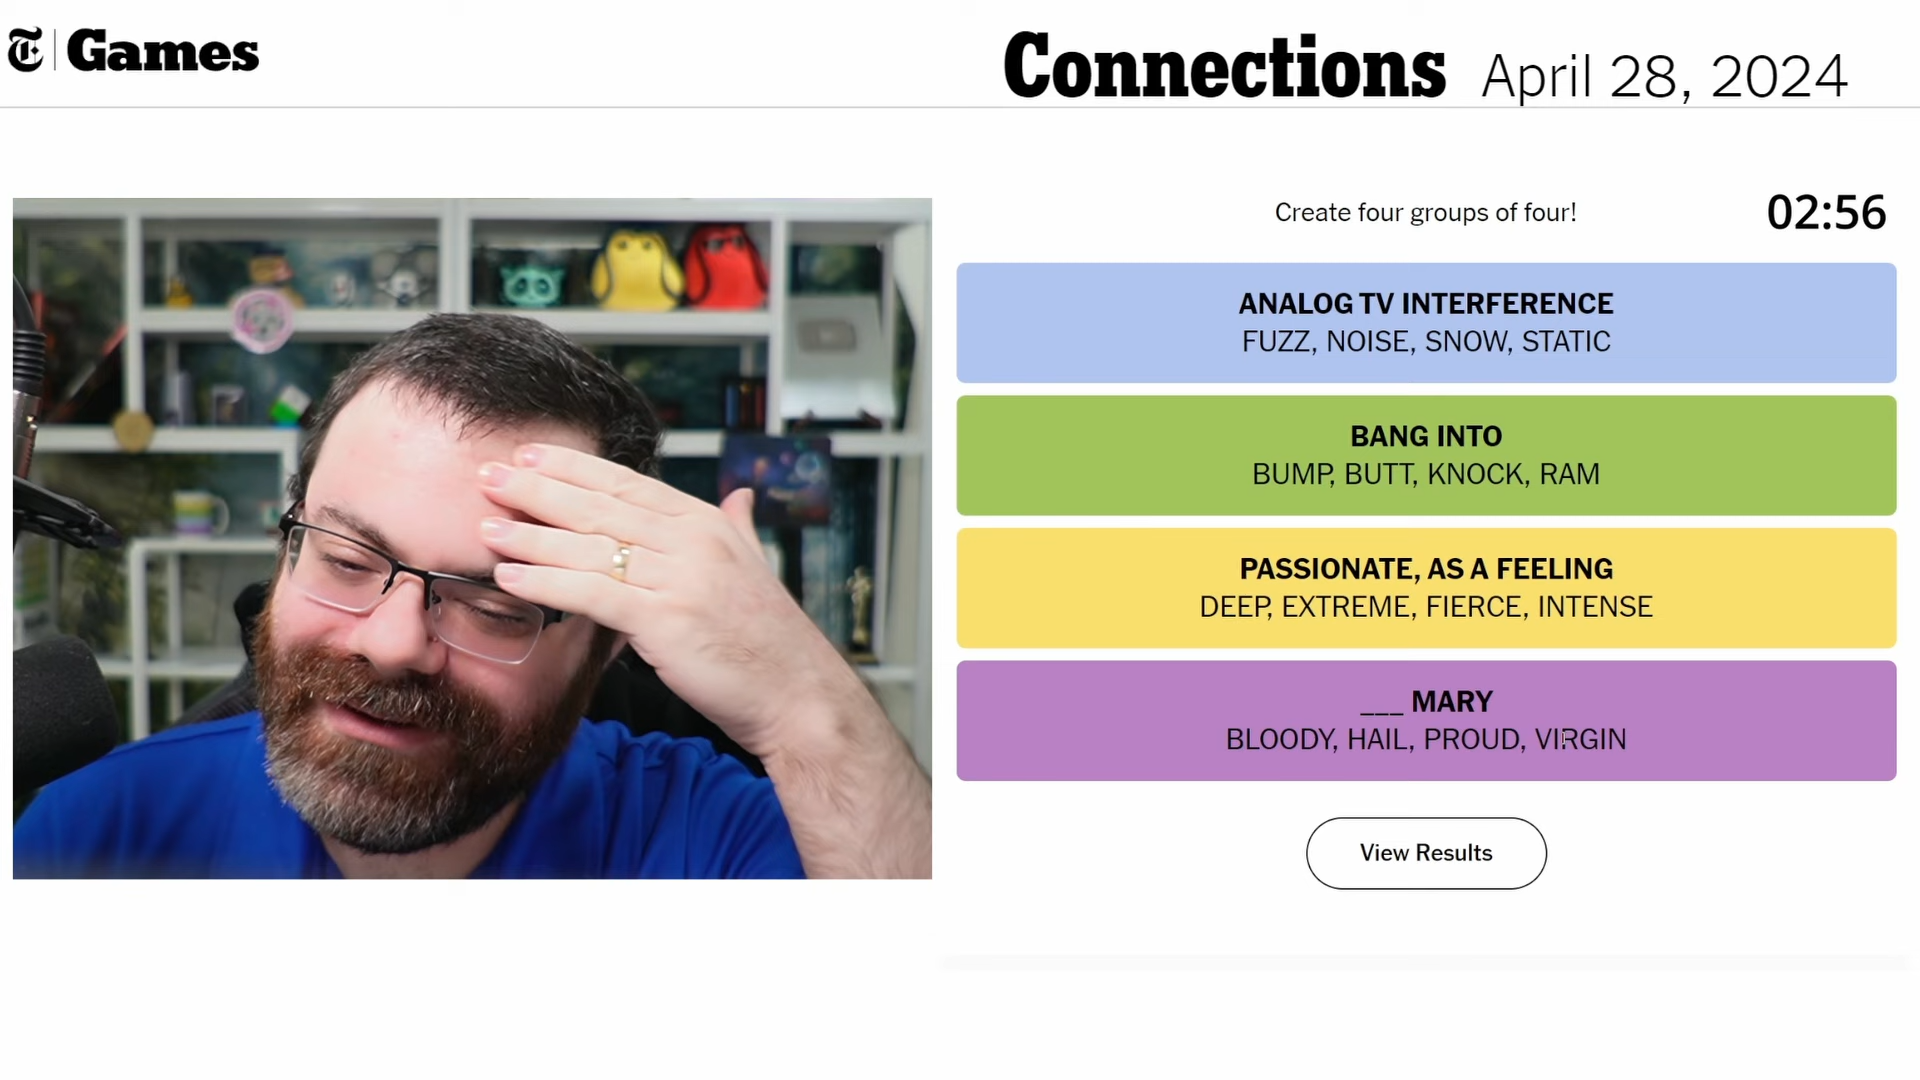 T | Games
Connections April 28, 2024
Create four groups of four!
02:56
ANALOG TV INTERFERENCE
FUZZ, NOISE, SNOW, STATIC
BANG INTO
BUMP, BUTT, KNOCK, RAM
PASSIONATE, AS A FEELING
DEEP, EXTREME, FIERCE, INTENSE
___ MARY
BLOODY, HAIL, PROUD, VIRGIN
View Results